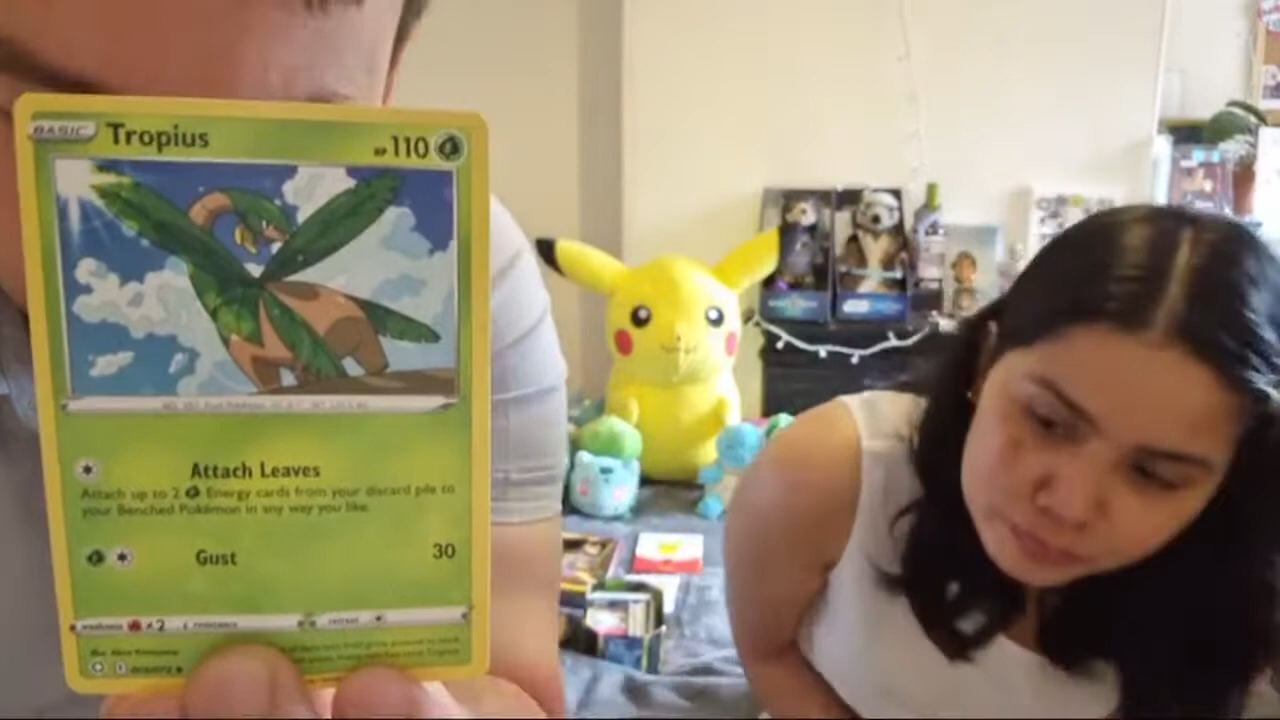 BASIC Tropius HP 110
Attach Leaves
Attach up to 2 Energy cards from your discard pile to
your Benched Pokémon in any way you like.
Gust 30
weakness ×2 resistance retreat